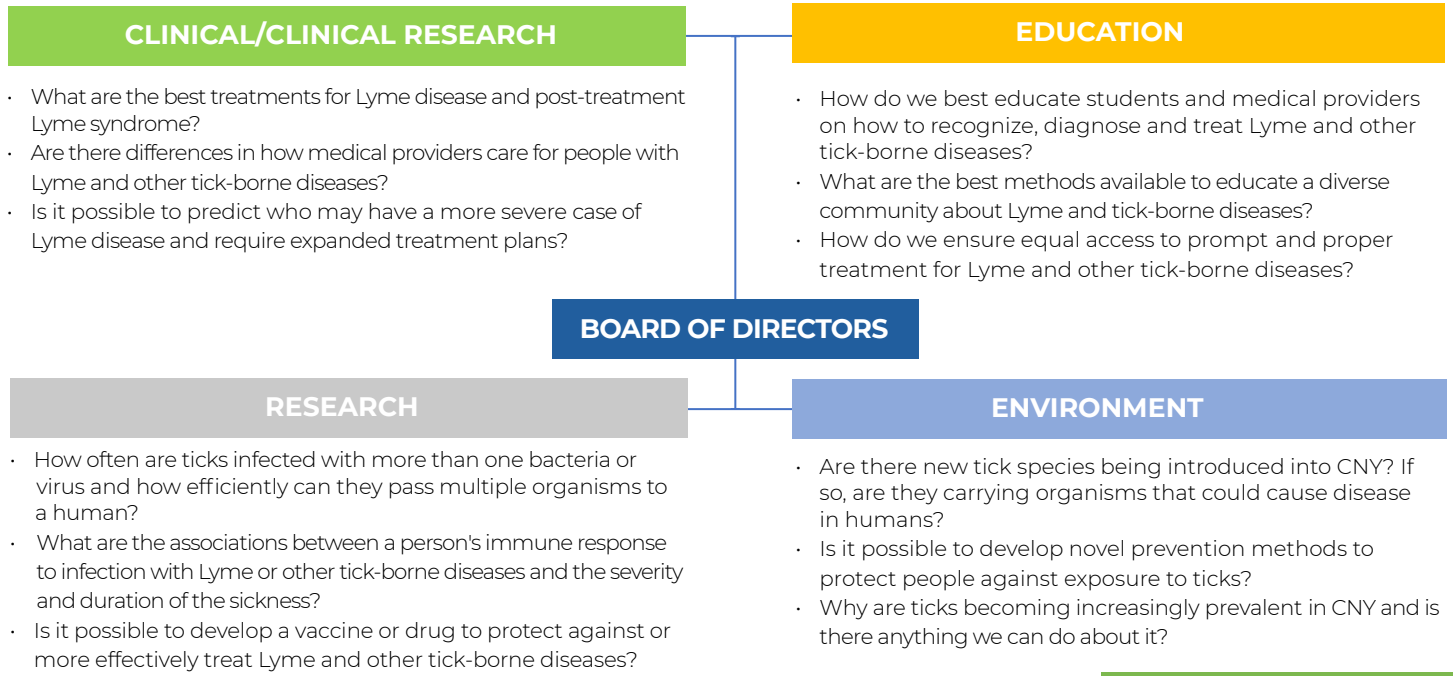 CLINICAL/CLINICAL RESEARCH
· What are the best treatments for Lyme disease and post-treatment
Lyme syndrome?
· Are there differences in how medical providers care for people with
Lyme and other tick-borne diseases?
· Is it possible to predict who may have a more severe case of
Lyme disease and require expanded treatment plans?
EDUCATION
· How do we best educate students and medical providers
on how to recognize, diagnose and treat Lyme and other
tick-borne diseases?
· What are the best methods available to educate a diverse
community about Lyme and tick-borne diseases?
· How do we ensure equal access to prompt and proper
treatment for Lyme and other tick-borne diseases?
BOARD OF DIRECTORS
RESEARCH
· How often are ticks infected with more than one bacteria or
virus and how efficiently can they pass multiple organisms to
a human?
· What are the associations between a person's immune response
to infection with Lyme or other tick-borne diseases and the severity
and duration of the sickness?
· Is it possible to develop a vaccine or drug to protect against or
more effectively treat Lyme and other tick-borne diseases?
ENVIRONMENT
· Are there new tick species being introduced into CNY? If
so, are they carrying organisms that could cause disease
in humans?
· Is it possible to develop novel prevention methods to
protect people against exposure to ticks?
· Why are ticks becoming increasingly prevalent in CNY and is
there anything we can do about it?